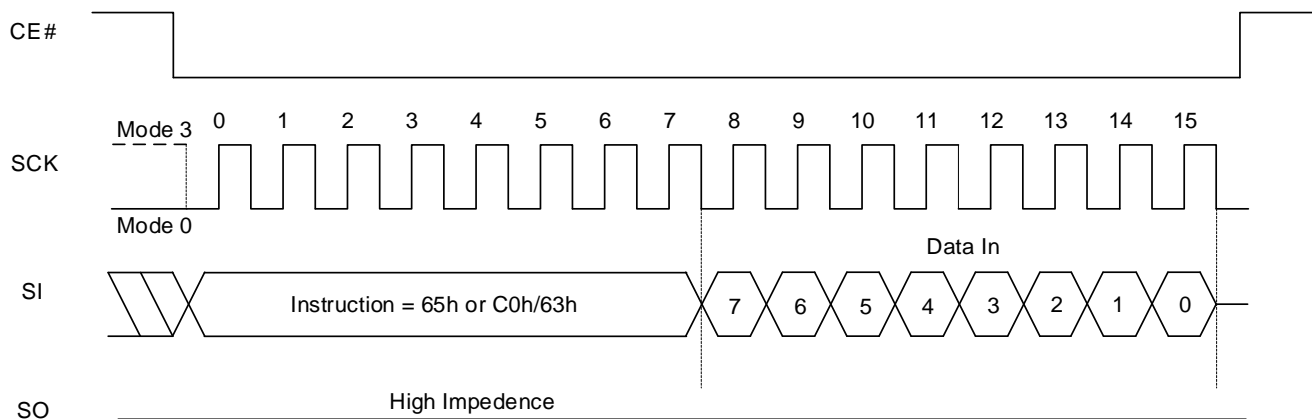 CE#
Mode 3
0 1 2 3 4 5 6 7 8 9 10 11 12 13 14 15
SCK
Mode 0
Data In
SI
Instruction = 65h or C0h/63h
7 6 5 4 3 2 1 0
High Impedence
SO